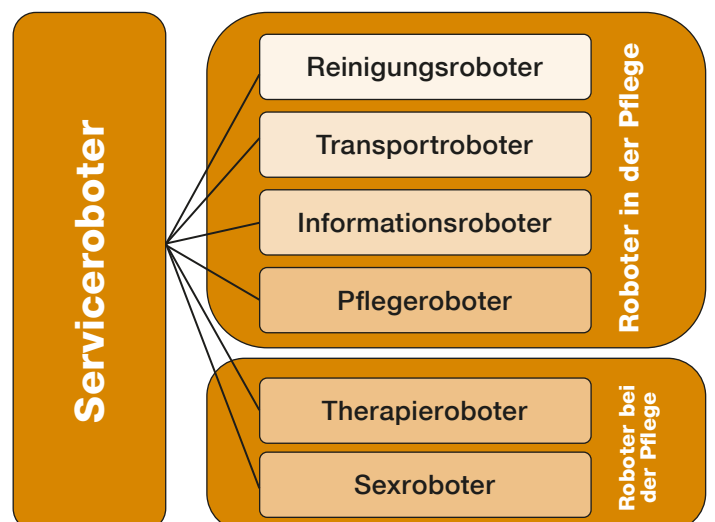 Serviceroboter
Reinigungsroboter
Transportroboter
Informationsroboter
Pflegeroboter
Roboter in der Pflege
Therapieroboter
Sexroboter
Roboter bei
der Pflege